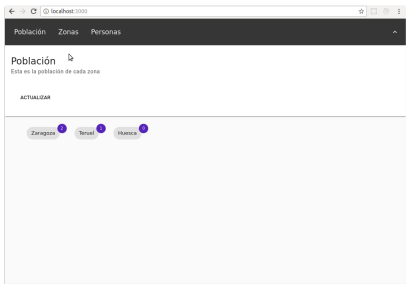 localhost:3000
Población Zonas Personas
Población
Esta es la población de cada zona
ACTUALIZAR
Zaragoza 2 Teruel 1 Huesca 0